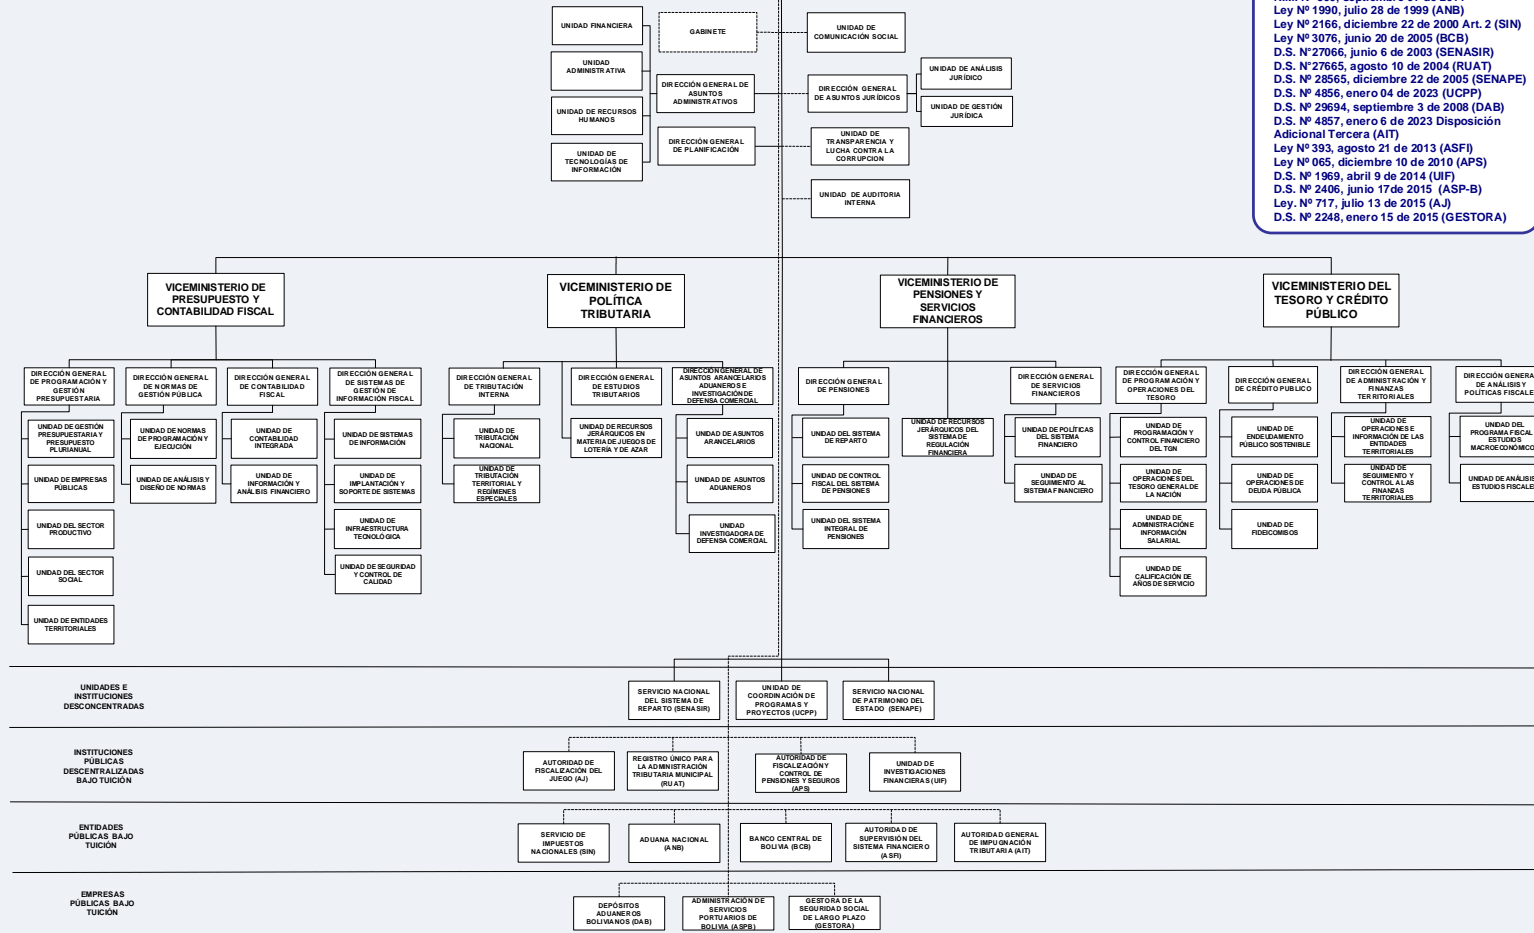 Ley Nº 1990, julio 28 de 1999 (ANB)
Ley Nº 2166, diciembre 22 de 2000 Art. 2 (SIN)
Ley Nº 3076, junio 20 de 2005 (BCB)
D.S. N°27066, junio 6 de 2003 (SENASIR)
D.S. N°27665, agosto 10 de 2004 (RUAT)
D.S. Nº 28565, diciembre 22 de 2005 (SENAPE)
D.S. Nº 4856, enero 04 de 2023 (UCPP)
D.S. Nº 29694, septiembre 3 de 2008 (DAB)
D.S. Nº 4857, enero 6 de 2023 Disposición
Adicional Tercera (AIT)
Ley Nº 393, agosto 21 de 2013 (ASFI)
Ley Nº 065, diciembre 10 de 2010 (APS)
D.S. Nº 1969, abril 9 de 2014 (UIF)
D.S. Nº 2406, junio 17de 2015 (ASP-B)
Ley. Nº 717, julio 13 de 2015 (AJ)
D.S. Nº 2248, enero 15 de 2015 (GESTORA)
UNIDAD FINANCIERA
UNIDAD
ADMINISTRATIVA
UNIDAD DE RECURSOS
HUMANOS
UNIDAD DE
TECNOLOGÍAS DE
INFORMACIÓN
GABINETE
DIRECCIÓN GENERAL DE
ASUNTOS
ADMINISTRATIVOS
DIRECCIÓN GENERAL
DE PLANIFICACIÓN
UNIDAD DE
COMUNICACIÓN SOCIAL
DIRECCIÓN GENERAL
DE ASUNTOS JURÍDICOS
UNIDAD DE ANÁLISIS
JURÍDICO
UNIDAD DE GESTIÓN
JURÍDICA
UNIDAD DE
TRANSPARENCIA Y
LUCHA CONTRA LA
CORRUPCION
UNIDAD DE AUDITORIA
INTERNA
VICEMINISTERIO DE
PRESUPUESTO Y
CONTABILIDAD FISCAL
DIRECCIÓN GENERAL
DE PROGRAMACIÓN Y
GESTIÓN
PRESUPUESTARIA
UNIDAD DE GESTIÓN
PRESUPUESTARIA Y
PRESUPUESTO
PLURIANUAL
UNIDAD DE EMPRESAS
PÚBLICAS
UNIDAD DEL SECTOR
PRODUCTIVO
UNIDAD DEL SECTOR
SOCIAL
UNIDAD DE ENTIDADES
TERRITORIALES
DIRECCIÓN GENERAL
DE NORMAS DE
GESTIÓN PÚBLICA
UNIDAD DE NORMAS
DE PROGRAMACIÓN Y
EJECUCIÓN
UNIDAD DE ANÁLISIS Y
DISEÑO DE NORMAS
DIRECCIÓN GENERAL
DE CONTABILIDAD
FISCAL
UNIDAD DE
CONTABILIDAD
INTEGRADA
UNIDAD DE
INFORMACIÓN Y
ANÁLISIS FINANCIERO
DIRECCIÓN GENERAL
DE SISTEMAS DE
GESTIÓN DE
INFORMACIÓN FISCAL
UNIDAD DE SISTEMAS
DE INFORMACIÓN
UNIDAD DE
IMPLANTACIÓN Y
SOPORTE DE SISTEMAS
UNIDAD DE
INFRAESTRUCTURA
TECNOLÓGICA
UNIDAD DE SEGURIDAD
Y CONTROL DE
CALIDAD
VICEMINISTERIO DE
POLÍTICA
TRIBUTARIA
DIRECCIÓN GENERAL
DE TRIBUTACIÓN
INTERNA
UNIDAD DE
TRIBUTACIÓN
NACIONAL
UNIDAD DE
TRIBUTACIÓN
TERRITORIAL Y
REGÍMENES
ESPECIALES
DIRECCIÓN GENERAL
DE ESTUDIOS
TRIBUTARIOS
UNIDAD DE RECURSOS
JERÁRQUICOS EN
MATERIA DE JUEGOS DE
LOTERÍA Y DE AZAR
DIRECCIÓN GENERAL DE
ASUNTOS ARANCELARIOS
ADUANEROS E
INVESTIGACIÓN DE
DEFENSA COMERCIAL
UNIDAD DE ASUNTOS
ARANCELARIOS
UNIDAD DE ASUNTOS
ADUANEROS
UNIDAD
INVESTIGADORA DE
DEFENSA COMERCIAL
VICEMINISTERIO DE
PENSIONES Y
SERVICIOS
FINANCIEROS
DIRECCIÓN GENERAL
DE PENSIONES
UNIDAD DEL SISTEMA
DE REPARTO
UNIDAD DE CONTROL
FISCAL DEL SISTEMA
DE PENSIONES
UNIDAD DEL SISTEMA
INTEGRAL DE
PENSIONES
UNIDAD DE RECURSOS
JERÁRQUICOS DEL
SISTEMA DE
REGULACIÓN
FINANCIERA
DIRECCIÓN GENERAL
DE SERVICIOS
FINANCIEROS
UNIDAD DE POLÍTICAS
DEL SISTEMA
FINANCIERO
UNIDAD DE
SEGUIMIENTO AL
SISTEMA FINANCIERO
VICEMINISTERIO DEL
TESORO Y CRÉDITO
PÚBLICO
DIRECCIÓN GENERAL
DE PROGRAMACIÓN Y
OPERACIONES DEL
TESORO
UNIDAD DE
PROGRAMACIÓN Y
CONTROL FINANCIERO
DEL TGN
UNIDAD DE
OPERACIONES DEL
TESORO GENERAL DE
LA NACIÓN
UNIDAD DE
ADMINISTRACIÓN E
INFORMACIÓN
SALARIAL
UNIDAD DE
CALIFICACIÓN DE
AÑOS DE SERVICIO
DIRECCIÓN GENERAL
DE CRÉDITO PUBLICO
UNIDAD DE
ENDEUDAMIENTO
PÚBLICO SOSTENIBLE
UNIDAD DE
OPERACIONES DE
DEUDA PÚBLICA
UNIDAD DE
FIDEICOMISOS
DIRECCIÓN GENERAL
DE ADMINISTRACIÓN Y
FINANZAS
TERRITORIALES
UNIDAD DE
OPERACIONES E
INFORMACIÓN DE LAS
ENTIDADES
TERRITORIALES
UNIDAD DE
SEGUIMIENTO Y
CONTROL A LAS
FINANZAS
TERRITORIALES
DIRECCIÓN GENERA
DE ANÁLISIS Y
POLÍTICAS FISCALE
UNIDAD DEL
PROGRAMA FISCAL
ESTUDIOS
MACROECONÓMICO
UNIDAD DE ANÁLISIS
ESTUDIOS FISCALE
UNIDADES E
INSTITUCIONES
DESCONCENTRADAS
SERVICIO NACIONAL
DEL SISTEMA DE
REPARTO (SENASIR)
UNIDAD DE
COORDINACIÓN DE
PROGRAMAS Y
PROYECTOS (UCPP)
SERVICIO NACIONAL
DE PATRIMONIO DEL
ESTADO (SENAPE)
INSTITUCIONES
PÚBLICAS
DESCENTRALIZADAS
BAJO TUICIÓN
AUTORIDAD DE
FISCALIZACIÓN DEL
JUEGO (AJ)
REGISTRO ÚNICO PARA
LA ADMINISTRACIÓN
TRIBUTARIA MUNICIPAL
(RUAT)
AUTORIDAD DE
FISCALIZACIÓN Y
CONTROL DE
PENSIONES Y SEGUROS
(APS)
UNIDAD DE
INVESTIGACIONES
FINANCIERAS (UIF)
ENTIDADES
PÚBLICAS BAJO
TUICIÓN
SERVICIO DE
IMPUESTOS
NACIONALES (SIN)
ADUANA NACIONAL
(ANB)
BANCO CENTRAL DE
BOLIVIA (BCB)
AUTORIDAD DE
SUPERVISIÓN DEL
SISTEMA FINANCIERO
(ASFI)
AUTORIDAD GENERAL
DE IMPUGNACIÓN
TRIBUTARIA (AIT)
EMPRESAS
PÚBLICAS BAJO
TUICIÓN
DEPÓSITOS
ADUANEROS
BOLIVIANOS (DAB)
ADMINISTRACIÓN DE
SERVICIOS
PORTUARIOS DE
BOLIVIA (ASPB)
GESTORA DE LA
SEGURIDAD SOCIAL
DE LARGO PLAZO
(GESTORA)